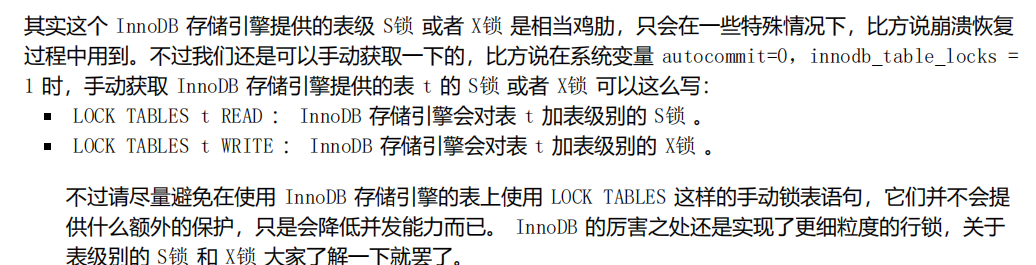 其实这个 InnoDB 存储引擎提供的表级 S锁 或者 X锁 是相当鸡肋，只会在一些特殊情况下，比方说崩溃恢复
过程中用到。不过我们还是可以手动获取一下的，比方说在系统变量 autocommit=0，innodb_table_locks =
1 时，手动获取 InnoDB 存储引擎提供的表 t 的 S锁 或者 X锁 可以这么写：
▪ LOCK TABLES t READ ： InnoDB 存储引擎会对表 t 加表级别的 S锁 。
▪ LOCK TABLES t WRITE ： InnoDB 存储引擎会对表 t 加表级别的 X锁 。
不过请尽量避免在使用 InnoDB 存储引擎的表上使用 LOCK TABLES 这样的手动锁表语句，它们并不会提
供什么额外的保护，只是会降低并发能力而已。 InnoDB 的厉害之处还是实现了更细粒度的行锁，关于
表级别的 S锁 和 X锁 大家了解一下就罢了。